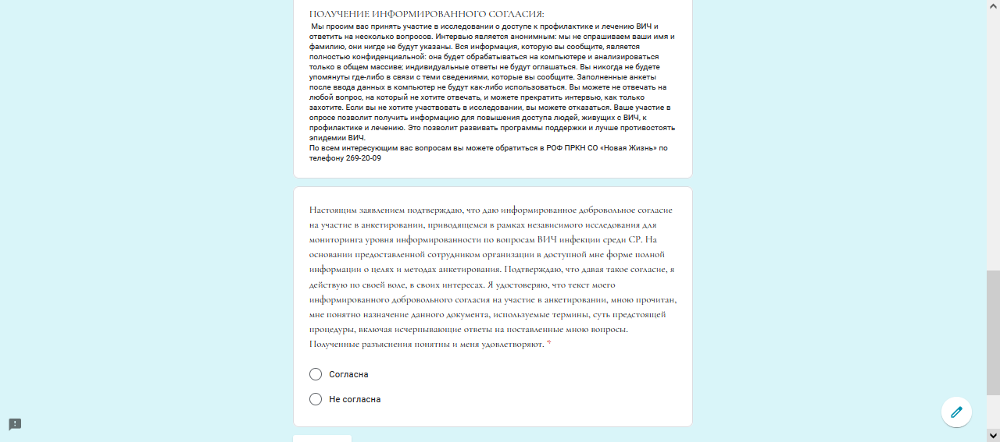 ПОЛУЧЕНИЕ ИНФОРМИРОВАННОГО СОГЛАСИЯ:
Мы просим вас принять участие в исследовании о доступе к профилактике и лечению ВИЧ и
ответить на несколько вопросов. Интервью является анонимным: мы не спрашиваем ваши имя и
фамилию, они нигде не будут указаны. Вся информация, которую вы сообщите, является
полностью конфиденциальной: она будет обрабатываться на компьютере и анализироваться
только в общем массиве; индивидуальные ответы не будут оглашаться. Вы никогда не будете
упомянуты где-либо в связи с теми сведениями, которые вы сообщите. Заполненные анкеты
после ввода данных в компьютер не будут как-либо использоваться. Вы можете не отвечать на
любой вопрос, на который не хотите отвечать, и можете прекратить интервью, как только
захотите. Если вы не хотите участвовать в исследовании, вы можете отказаться. Ваше участие в
опросе позволит получить информацию для повышения доступа людей, живущих с ВИЧ, к
профилактике и лечению. Это позволит развивать программы поддержки и лучше противостоять
эпидемии ВИЧ.
По всем интересующим вас вопросам вы можете обратиться в РОФ ПРКН СО «Новая Жизнь» по
телефону 269-20-09
Настоящим заявлением подтверждаю, что даю информированное добровольное согласие
на участие в анкетировании, приводящемся в рамках независимого исследования для
мониторинга уровня информированности по вопросам ВИЧ инфекции среди СР. На
основании предоставленной сотрудником организации в доступной мне форме полной
информации о целях и методах анкетирования. Подтверждаю, что давая такое согласие, я
действую по своей воле, в своих интересах. Я удостоверяю, что текст моего
информированного добровольного согласия на участие в анкетировании, мною прочитан,
мне понятно назначение данного документа, используемые термины, суть предстоящей
процедуры, включая исчерпывающие ответы на поставленные мною вопросы.
Полученные разъяснения понятны и меня удовлетворяют. *
Согласна
Не согласна